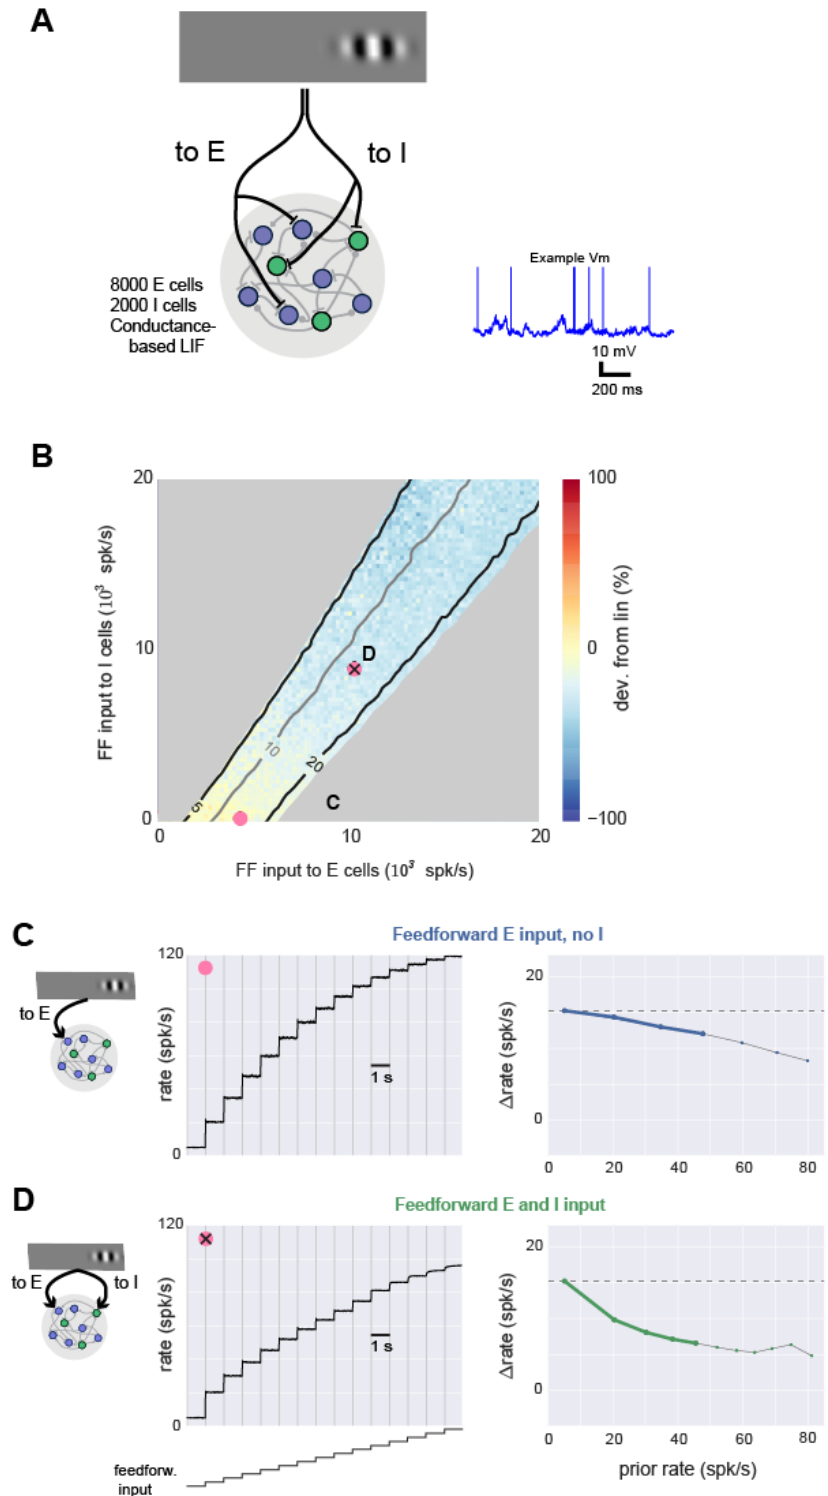 A
to E
to I
8000 E cells
2000 I cells
Conductance-
based LIF
Example Vm
10 mV
200 ms
B
20
10
0
0
10
20
FF input to I cells (10³ spk/s)
FF input to E cells (10³ spk/s)
5
10
20
D
C
100
0
−100
dev. from lin (%)
C
Feedforward E input, no I
to E
120
0
rate (spk/s)
1 s
20
0
Δrate (spk/s)
0
20
40
60
80
D
Feedforward E and I input
to E
to I
120
0
rate (spk/s)
1 s
feedforw.
input
20
0
Δrate (spk/s)
0
20
40
60
80
prior rate (spk/s)